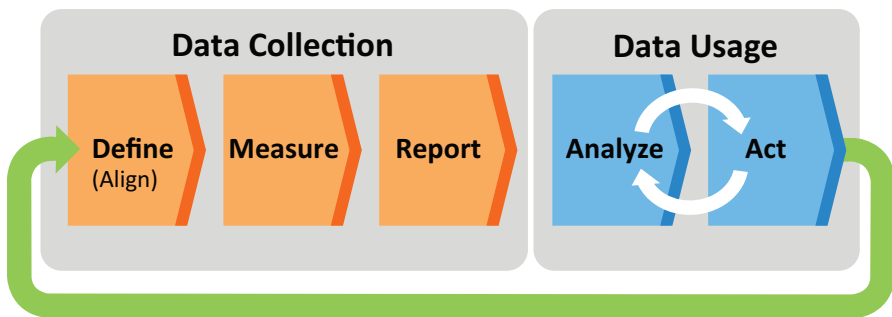 Data Collection
Data Usage
Define
(Align)
Measure
Report
Analyze
Act